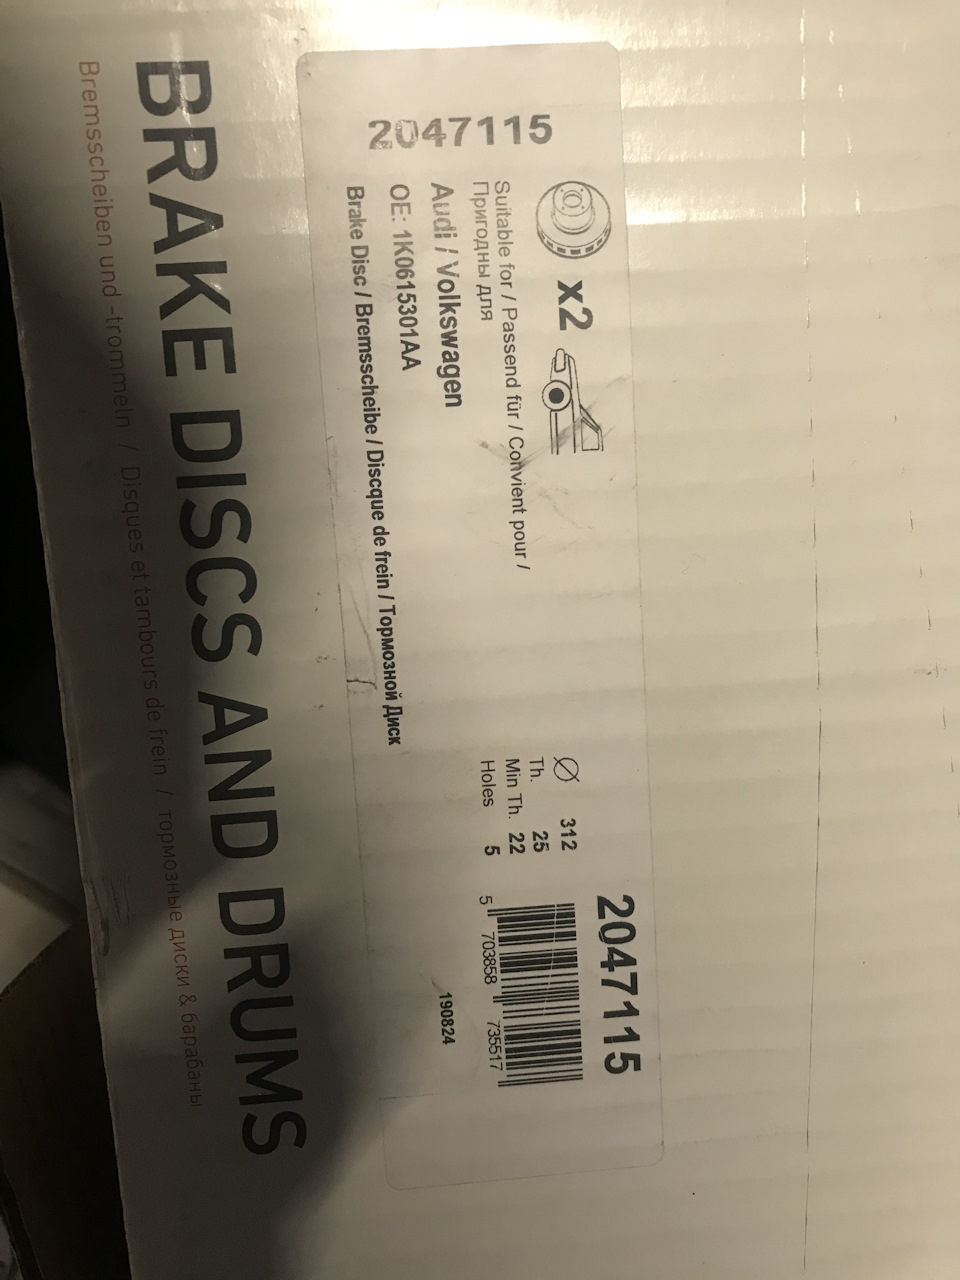 2047115
x2
Suitable for / Passend für / Convient pour /
Пригодны для
Audi / Volkswagen
OE: 1K0615301AA
Brake Disc / Bremsscheibe / Discque de frein / Тормозной Диск
Ø 312
Th. 25
Min Th. 22
Holes 5
2047115
5 703858 735517
190824
BRAKE DISCS AND DRUMS
Bremsscheiben und -trommeln / Disques et tambours de frein / тормозные диски & барабаны